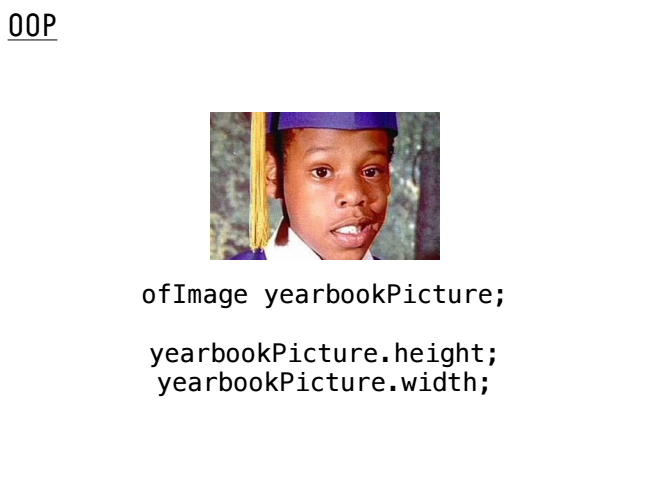 OOP
ofImage yearbookPicture;
yearbookPicture.height;
yearbookPicture.width;